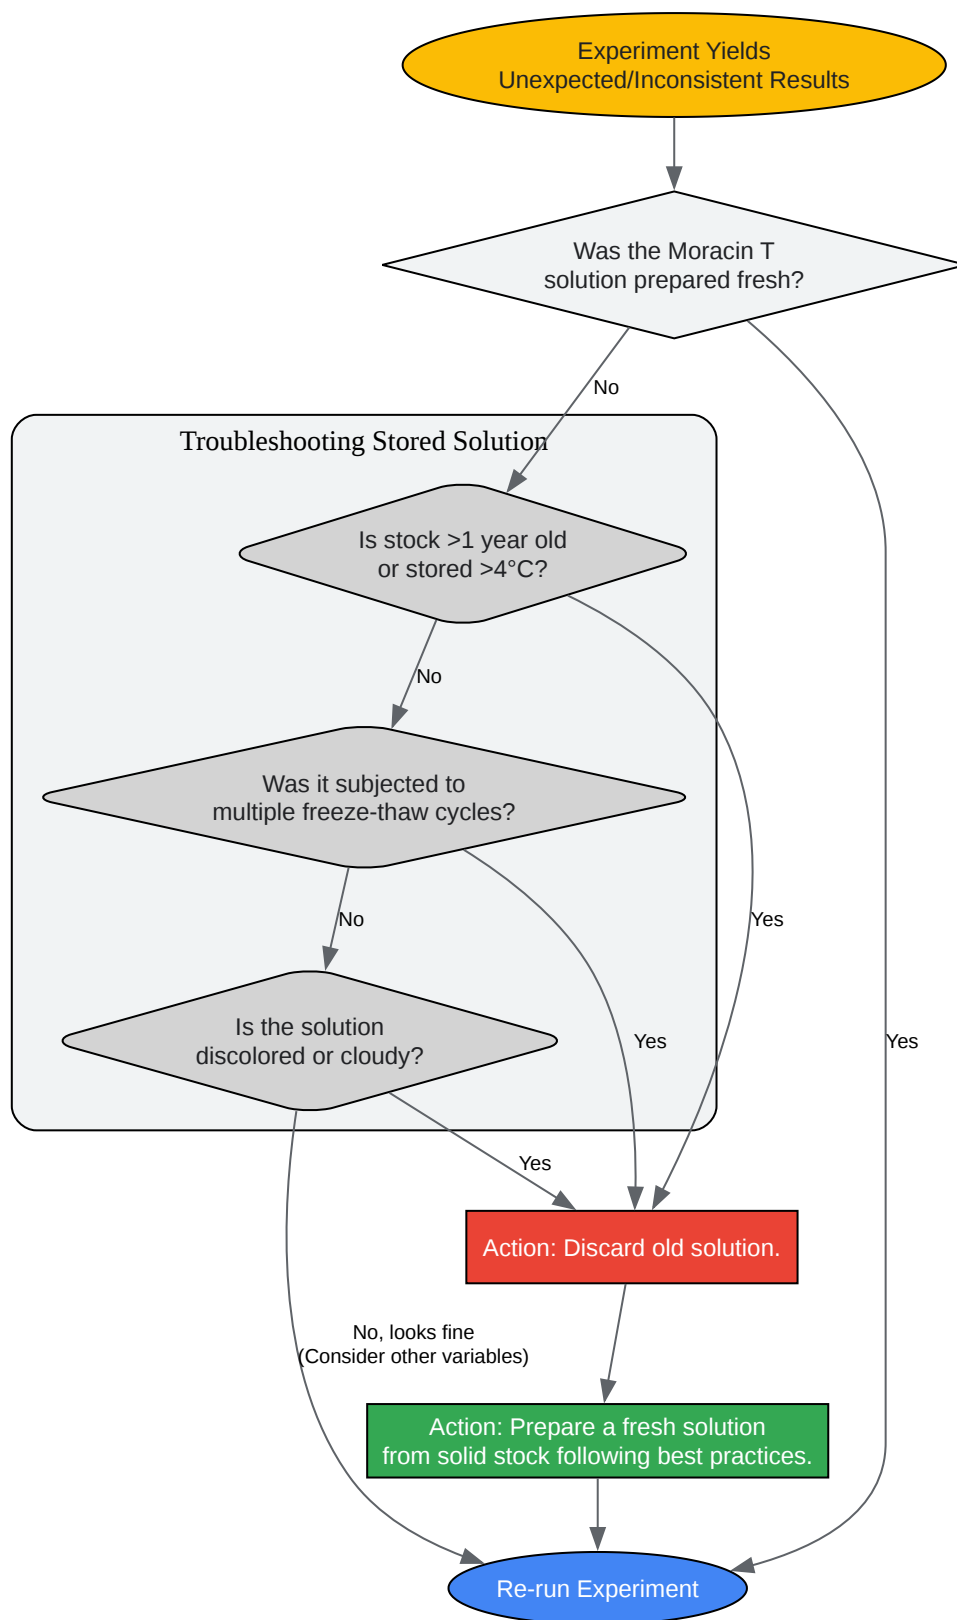 Experiment Yields
Unexpected/Inconsistent Results
Was the Moracin T
solution prepared fresh?
No
Troubleshooting Stored Solution
Is stock >1 year old
or stored >4°C?
No
Was it subjected to
multiple freeze-thaw cycles?
No
Yes
Is the solution
discolored or cloudy?
Yes
Yes
Yes
Action: Discard old solution.
No, looks fine
(Consider other variables)
Action: Prepare a fresh solution
from solid stock following best practices.
Re-run Experiment